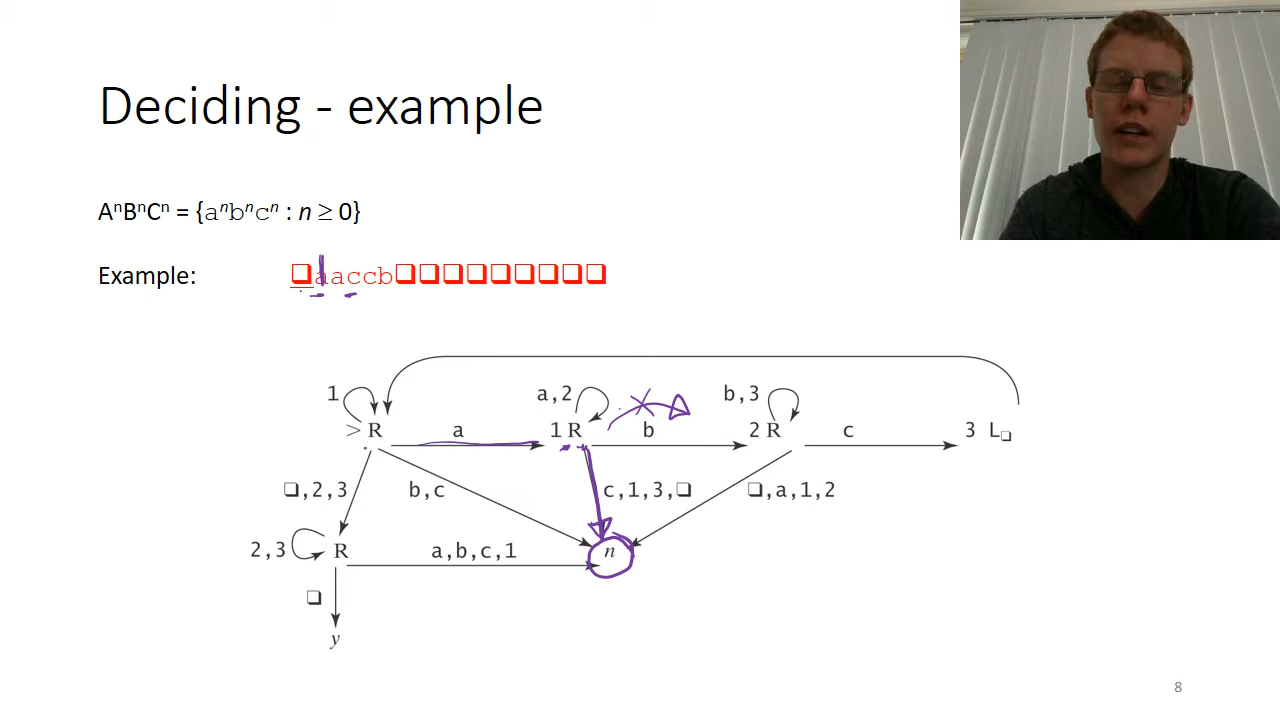 Deciding - example
AⁿBⁿCⁿ = {aⁿbⁿcⁿ : n ≥ 0}
Example: ❑aaccb❑❑❑❑❑❑❑❑❑
1 a,2 b,3
> R a 1 R b 2 R c 3 L❑
❑,2,3 b,c c,1,3,❑ ❑,a,1,2
2,3 R a,b,c,1 n
❑
y
8